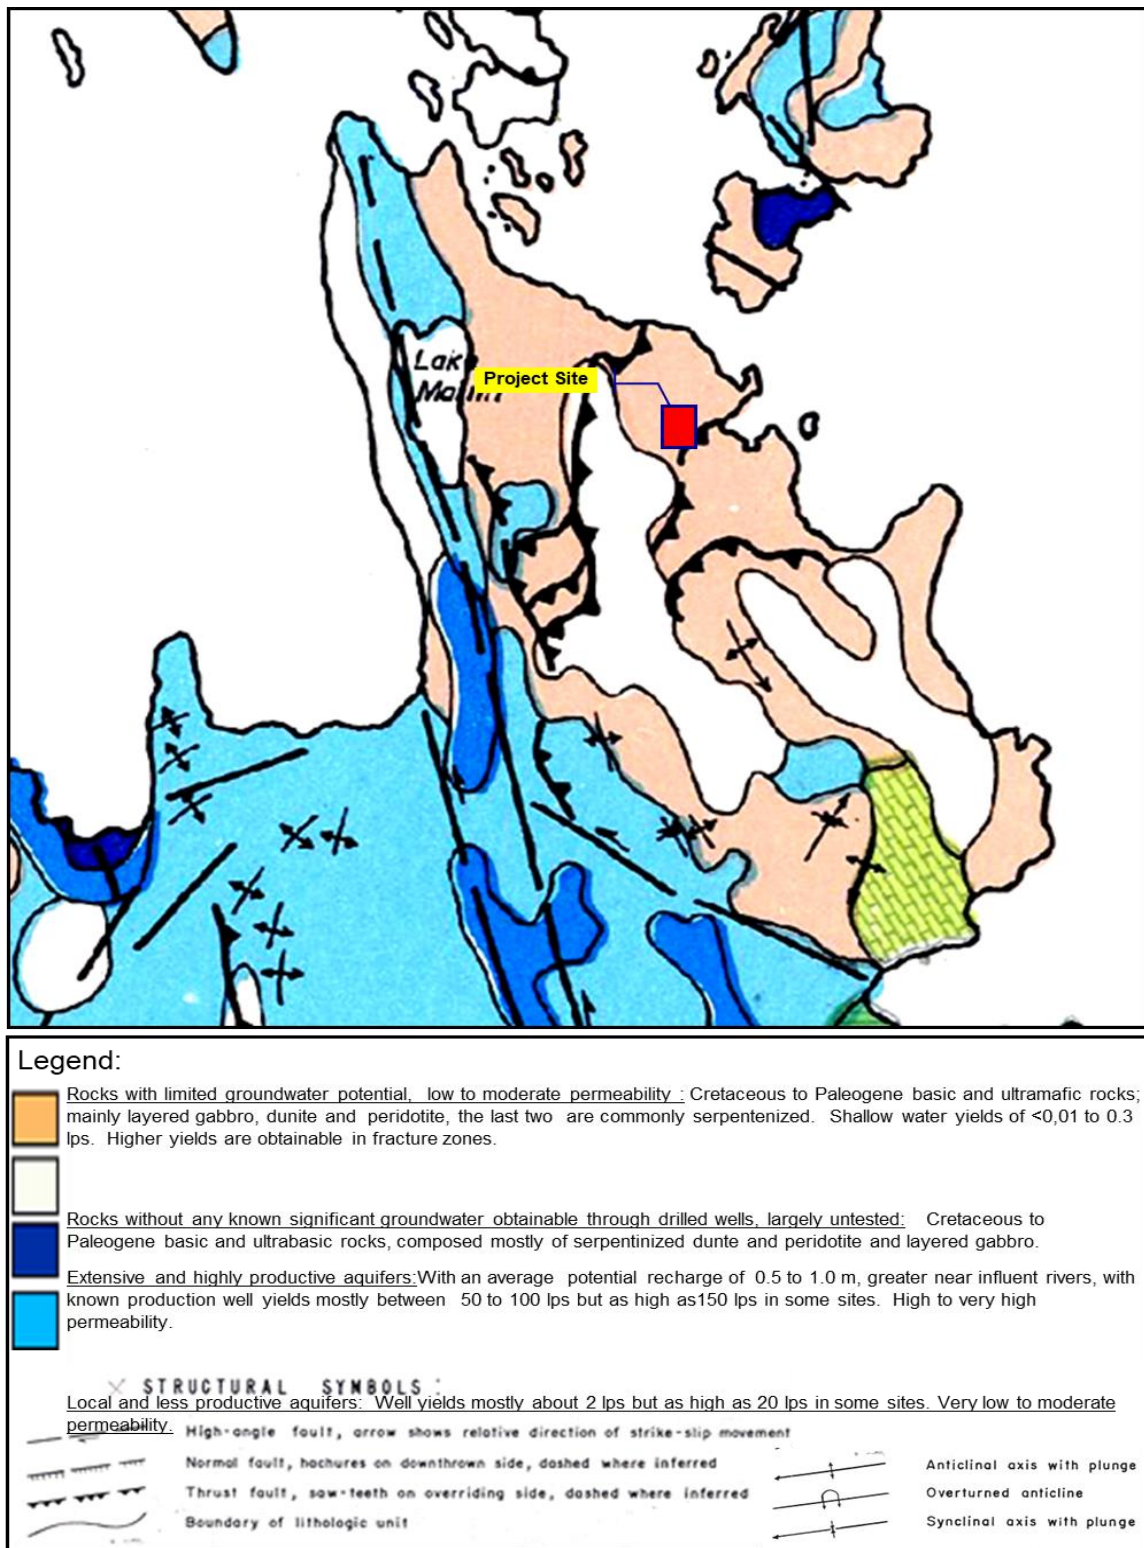 Lake
Project Site
Legend:
Rocks with limited groundwater potential, low to moderate permeability : Cretaceous to Paleogene basic and ultramafic rocks;
mainly layered gabbro, dunite and peridotite, the last two are commonly serpentenized. Shallow water yields of <0,01 to 0.3
lps. Higher yields are obtainable in fracture zones.
Rocks without any known significant groundwater obtainable through drilled wells, largely untested: Cretaceous to
Paleogene basic and ultrabasic rocks, composed mostly of serpentinized dunte and peridotite and layered gabbro.
Extensive and highly productive aquifers:With an average potential recharge of 0.5 to 1.0 m, greater near influent rivers, with
known production well yields mostly between 50 to 100 lps but as high as150 lps in some sites. High to very high
permeability.
STRUCTURAL SYMBOLS :
Local and less productive aquifers: Well yields mostly about 2 lps but as high as 20 lps in some sites. Very low to moderate
permeability.
High-angle fault, arrow shows relative direction of strike-slip movement
Normal fault, hachures on downthrown side, dashed where inferred
Thrust fault, saw-teeth on overriding side, dashed where inferred
Boundary of lithologic unit
Anticlinal axis with plunge
Overturned anticline
Synclinal axis with plunge